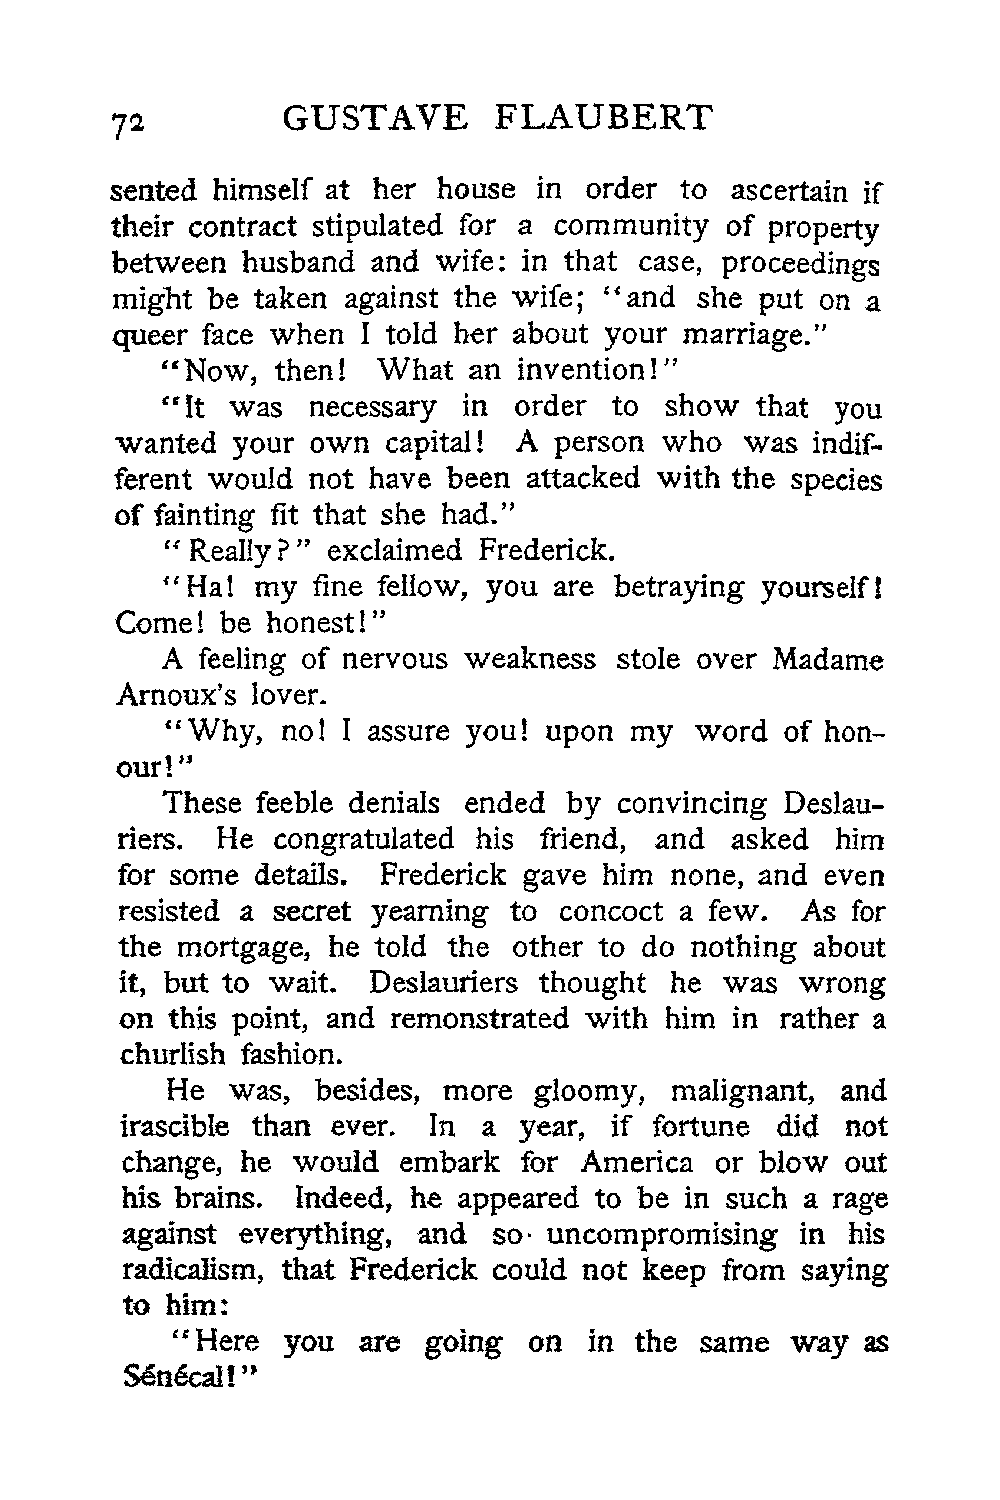 72 GUSTAVE FLAUBERT
sented himself at her house in order to ascertain if
their contract stipulated for a community of property
between husband and wife: in that case, proceedings
might be taken against the wife; "and she put on a
queer face when I told her about your marriage."
"Now, then! What an invention!"
"It was necessary in order to show that you
wanted your own capital! A person who was indif-
ferent would not have been attacked with the species
of fainting fit that she had."
"Really?" exclaimed Frederick.
"Ha! my fine fellow, you are betraying yourself!
Come! be honest!"
A feeling of nervous weakness stole over Madame
Arnoux's lover.
"Why, no! I assure you! upon my word of hon-
our!"
These feeble denials ended by convincing Deslau-
riers. He congratulated his friend, and asked him
for some details. Frederick gave him none, and even
resisted a secret yearning to concoct a few. As for
the mortgage, he told the other to do nothing about
it, but to wait. Deslauriers thought he was wrong
on this point, and remonstrated with him in rather a
churlish fashion.
He was, besides, more gloomy, malignant, and
irascible than ever. In a year, if fortune did not
change, he would embark for America or blow out
his brains. Indeed, he appeared to be in such a rage
against everything, and so uncompromising in his
radicalism, that Frederick could not keep from saying
to him:
"Here you are going on in the same way as
Sénécal!"